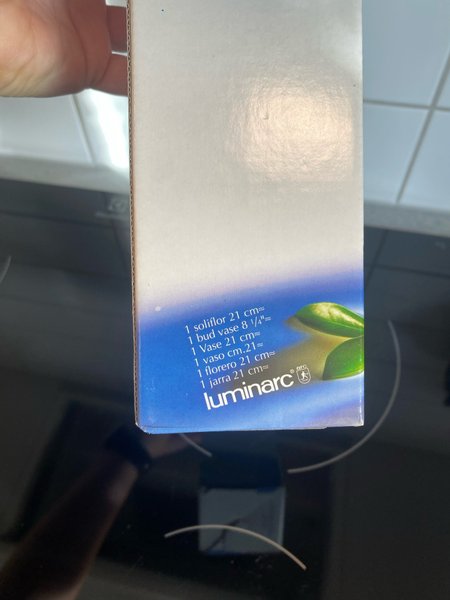 1 soliflor 21 cm≈
1 bud vase 8 1/4"≈
1 Vase 21 cm≈
1 vaso cm.21≈
1 florero 21 cm≈
1 jarra 21 cm≈
luminarc®